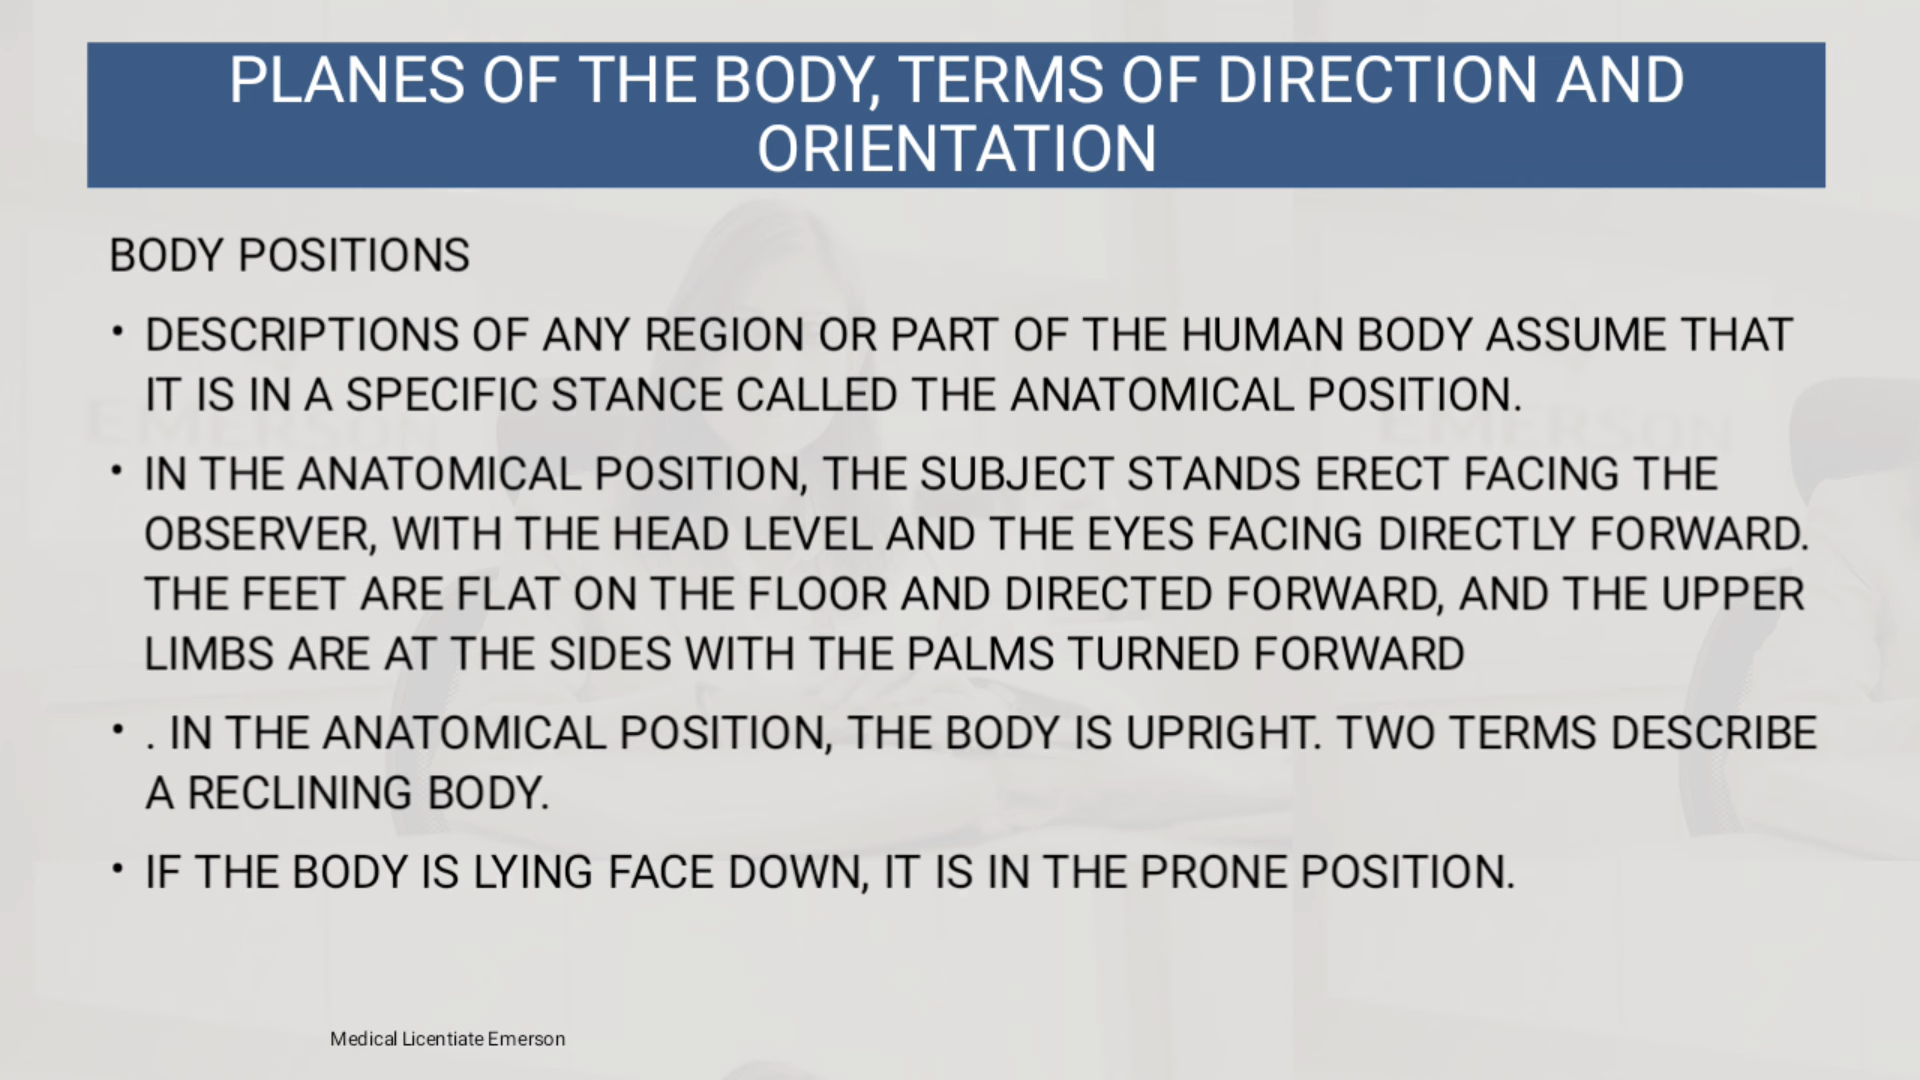 PLANES OF THE BODY, TERMS OF DIRECTION AND
ORIENTATION
BODY POSITIONS
• DESCRIPTIONS OF ANY REGION OR PART OF THE HUMAN BODY ASSUME THAT
IT IS IN A SPECIFIC STANCE CALLED THE ANATOMICAL POSITION.
EMERSON
EMERSON
• IN THE ANATOMICAL POSITION, THE SUBJECT STANDS ERECT FACING THE
OBSERVER, WITH THE HEAD LEVEL AND THE EYES FACING DIRECTLY FORWARD.
THE FEET ARE FLAT ON THE FLOOR AND DIRECTED FORWARD, AND THE UPPER
LIMBS ARE AT THE SIDES WITH THE PALMS TURNED FORWARD
• . IN THE ANATOMICAL POSITION, THE BODY IS UPRIGHT. TWO TERMS DESCRIBE
A RECLINING BODY.
• IF THE BODY IS LYING FACE DOWN, IT IS IN THE PRONE POSITION.
Medical Licentiate Emerson